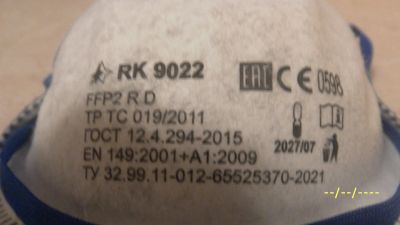 RK 9022
EAC CE 0598
FFP2 R D
ТР ТС 019/2011
ГОСТ 12.4.294-2015
2027/07
EN 149:2001+A1:2009
ТУ 32.99.11-012-65525370-2021
--/--/----